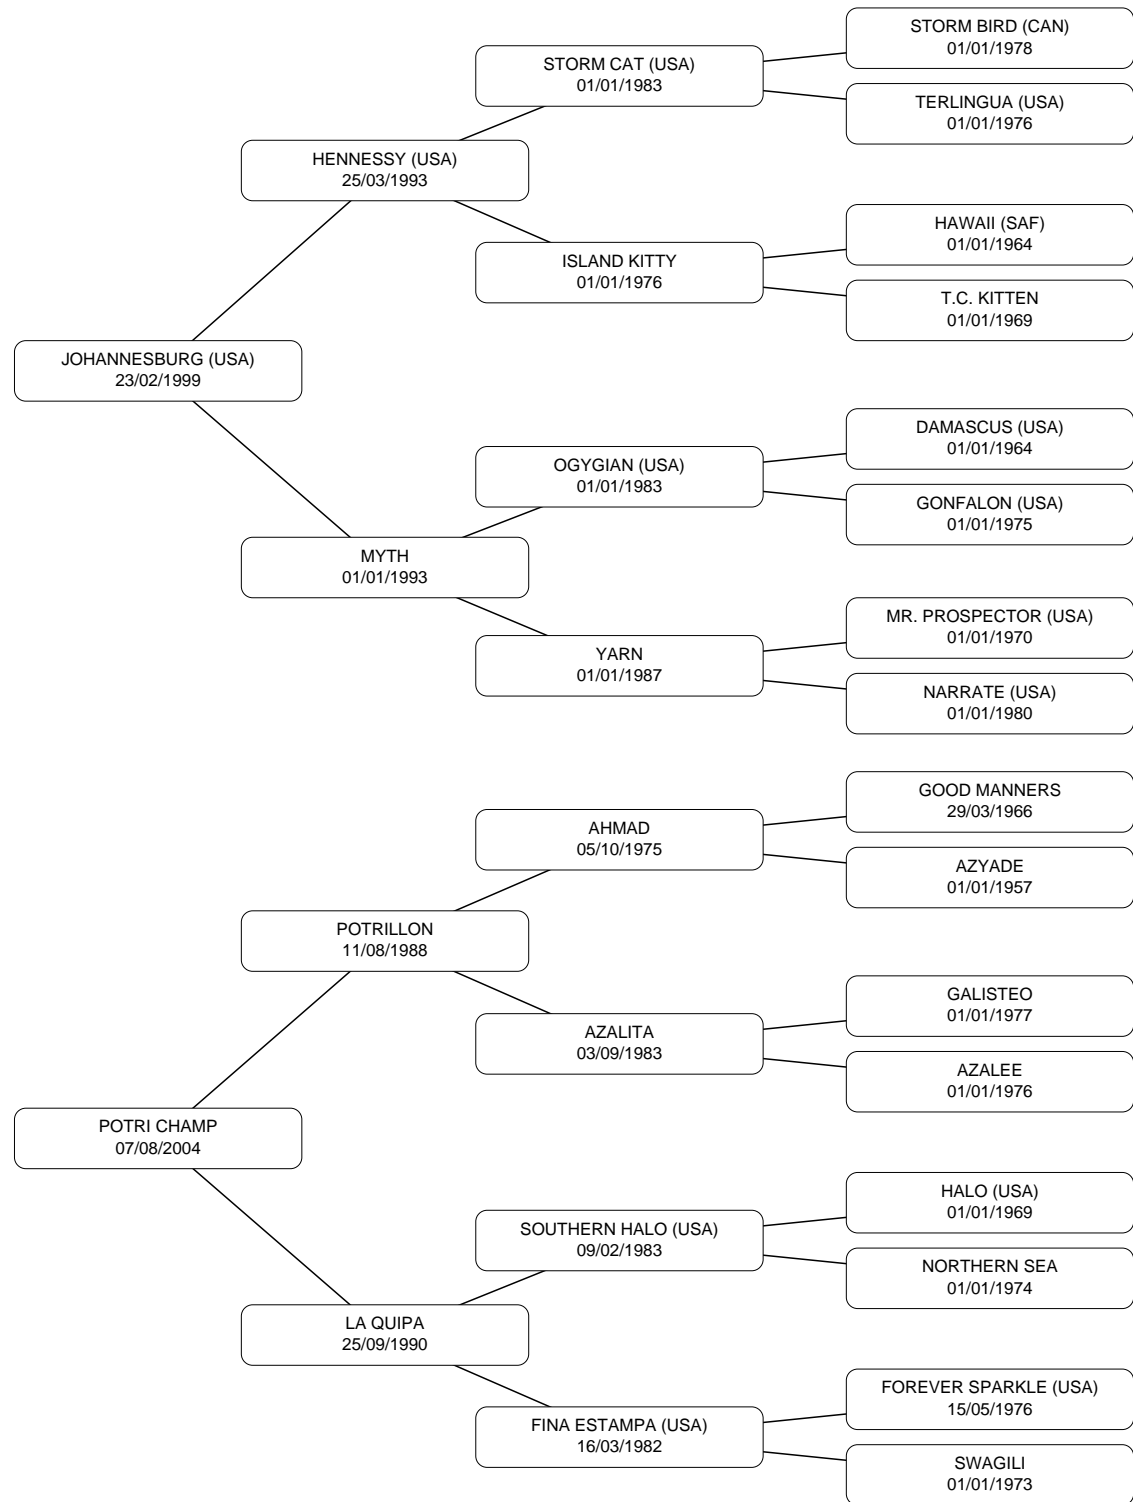 STORM BIRD (CAN)
01/01/1978
STORM CAT (USA)
01/01/1983
TERLINGUA (USA)
01/01/1976
HENNESSY (USA)
25/03/1993
HAWAII (SAF)
01/01/1964
ISLAND KITTY
01/01/1976
T.C. KITTEN
01/01/1969
JOHANNESBURG (USA)
23/02/1999
DAMASCUS (USA)
01/01/1964
OGYGIAN (USA)
01/01/1983
GONFALON (USA)
01/01/1975
MYTH
01/01/1993
MR. PROSPECTOR (USA)
01/01/1970
YARN
01/01/1987
NARRATE (USA)
01/01/1980
GOOD MANNERS
29/03/1966
AHMAD
05/10/1975
AZYADE
01/01/1957
POTRILLON
11/08/1988
GALISTEO
01/01/1977
AZALITA
03/09/1983
AZALEE
01/01/1976
POTRI CHAMP
07/08/2004
HALO (USA)
01/01/1969
SOUTHERN HALO (USA)
09/02/1983
NORTHERN SEA
01/01/1974
LA QUIPA
25/09/1990
FOREVER SPARKLE (USA)
15/05/1976
FINA ESTAMPA (USA)
16/03/1982
SWAGILI
01/01/1973